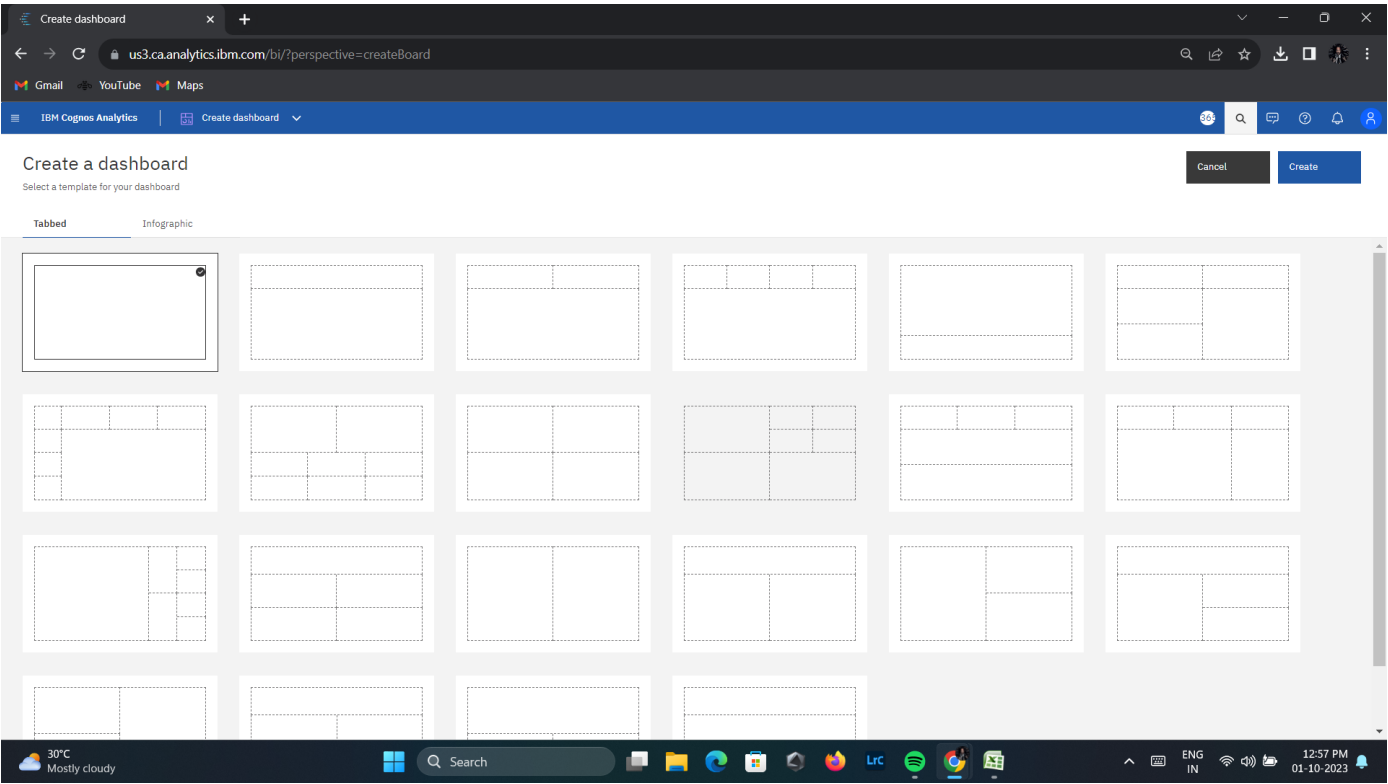 Create dashboard
us3.ca.analytics.ibm.com/bi/?perspective=createBoard
Gmail YouTube Maps
IBM Cognos Analytics Create dashboard
Create a dashboard
Select a template for your dashboard
Cancel Create
Tabbed Infographic
30°C
Mostly cloudy
Search
LrC
ENG
IN
12:57 PM
01-10-2023